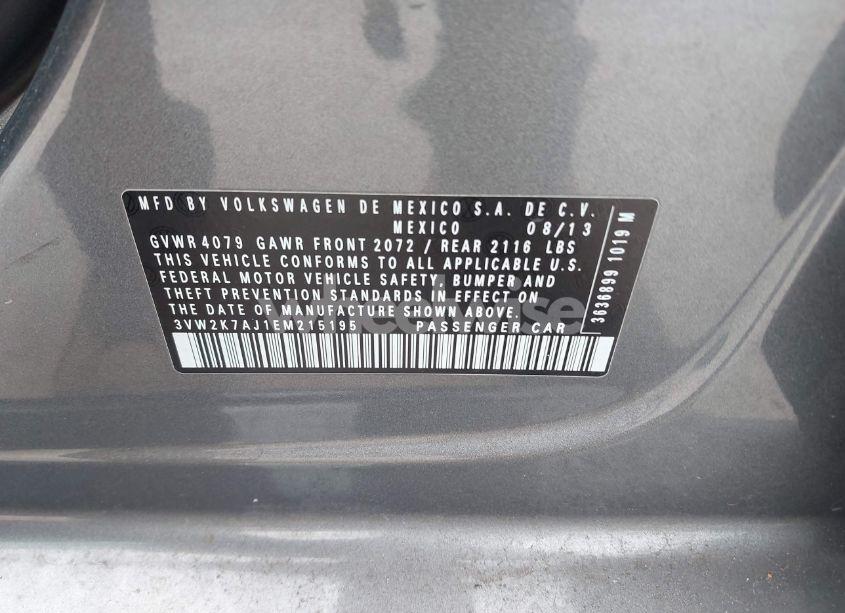 MFD BY VOLKSWAGEN DE MEXICO S.A. DE C.V.
MEXICO 08/13
GVWR 4079 GAWR FRONT 2072 / REAR 2116 LBS
THIS VEHICLE CONFORMS TO ALL APPLICABLE U.S.
FEDERAL MOTOR VEHICLE SAFETY, BUMPER AND
THEFT PREVENTION STANDARDS IN EFFECT ON
THE DATE OF MANUFACTURE SHOWN ABOVE.
3VW2K7AJ1EM215195 PASSENGER CAR
3636899 1019 M